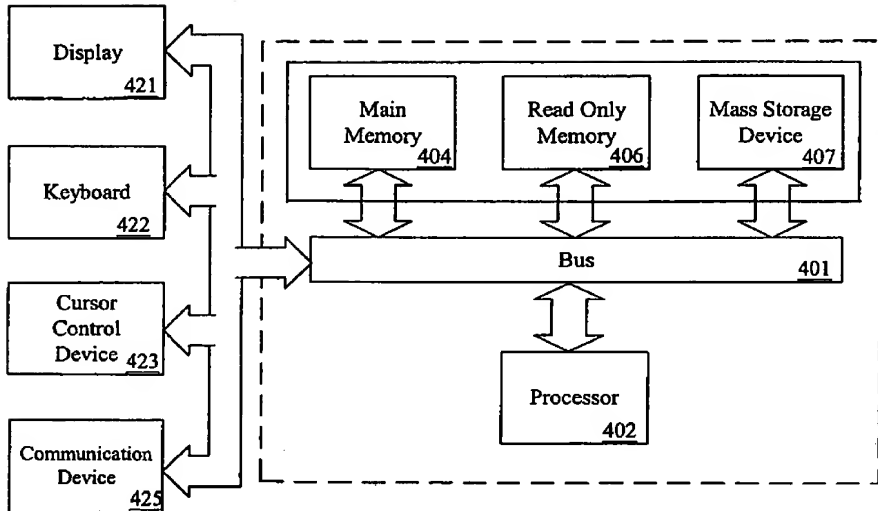 Display
421
Keyboard
422
Cursor
Control
Device
423
Communication
Device
425
Main
Memory
404
Read Only
Memory
406
Mass Storage
Device
407
Bus
401
Processor
402